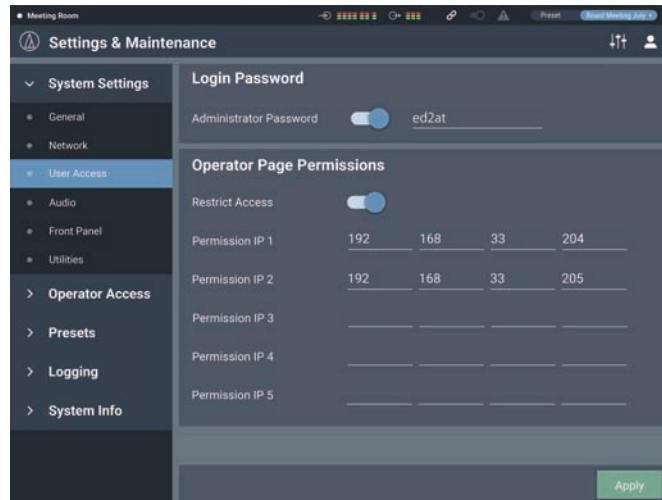 Meeting Room
Preset Board Meeting July
Settings & Maintenance
System Settings
General
Network
User Access
Audio
Front Panel
Utilities
Operator Access
Presets
Logging
System Info
Login Password
Administrator Password ed2at
Operator Page Permissions
Restrict Access
Permission IP 1 192 168 33 204
Permission IP 2 192 168 33 205
Permission IP 3
Permission IP 4
Permission IP 5
Apply